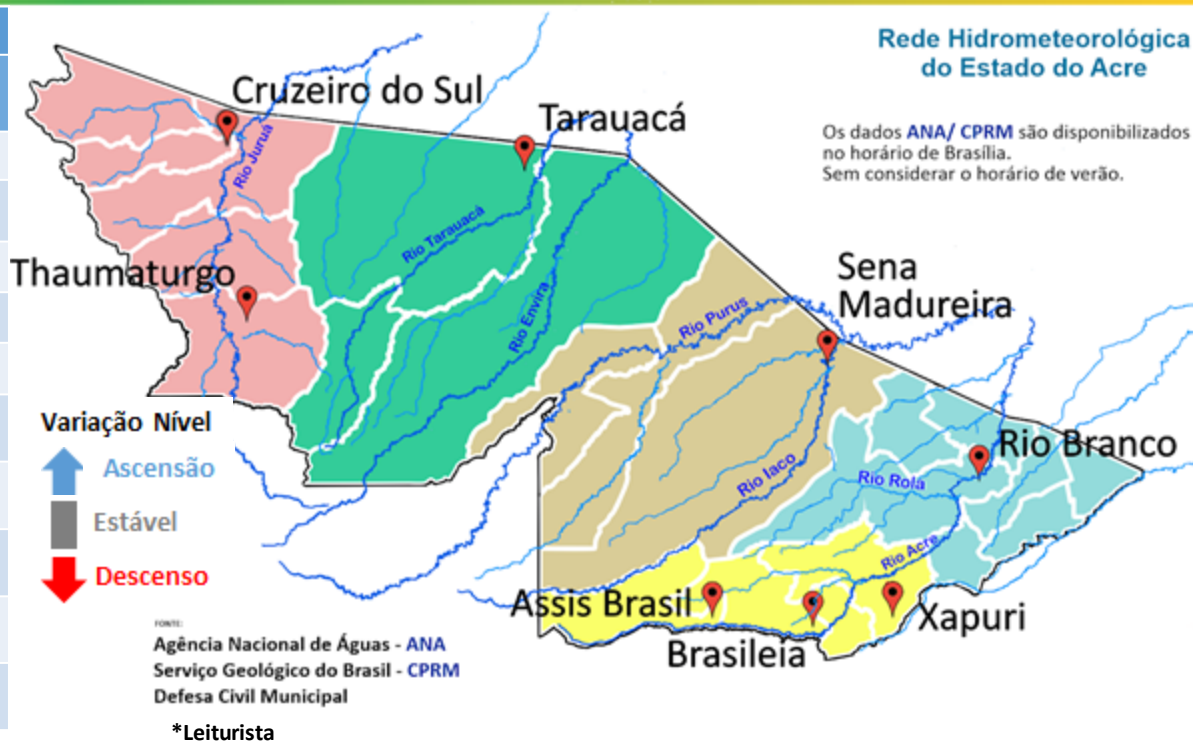 Rede Hidrometeorológica
do Estado do Acre
Os dados ANA/ CPRM são disponibilizados
no horário de Brasília.
Sem considerar o horário de verão.
Cruzeiro do Sul
Tarauacá
Rio Juruá
Rio Tarauacá
Thaumaturgo
Rio Envira
Sena
Madureira
Rio Purus
Variação Nível
Ascensão
Estável
Descenso
Rio Branco
Rio Iaco
Rio Rola
Rio Acre
Assis Brasil
Xapuri
Brasileia
FONTE:
Agência Nacional de Águas - ANA
Serviço Geológico do Brasil - CPRM
Defesa Civil Municipal
*Leiturista